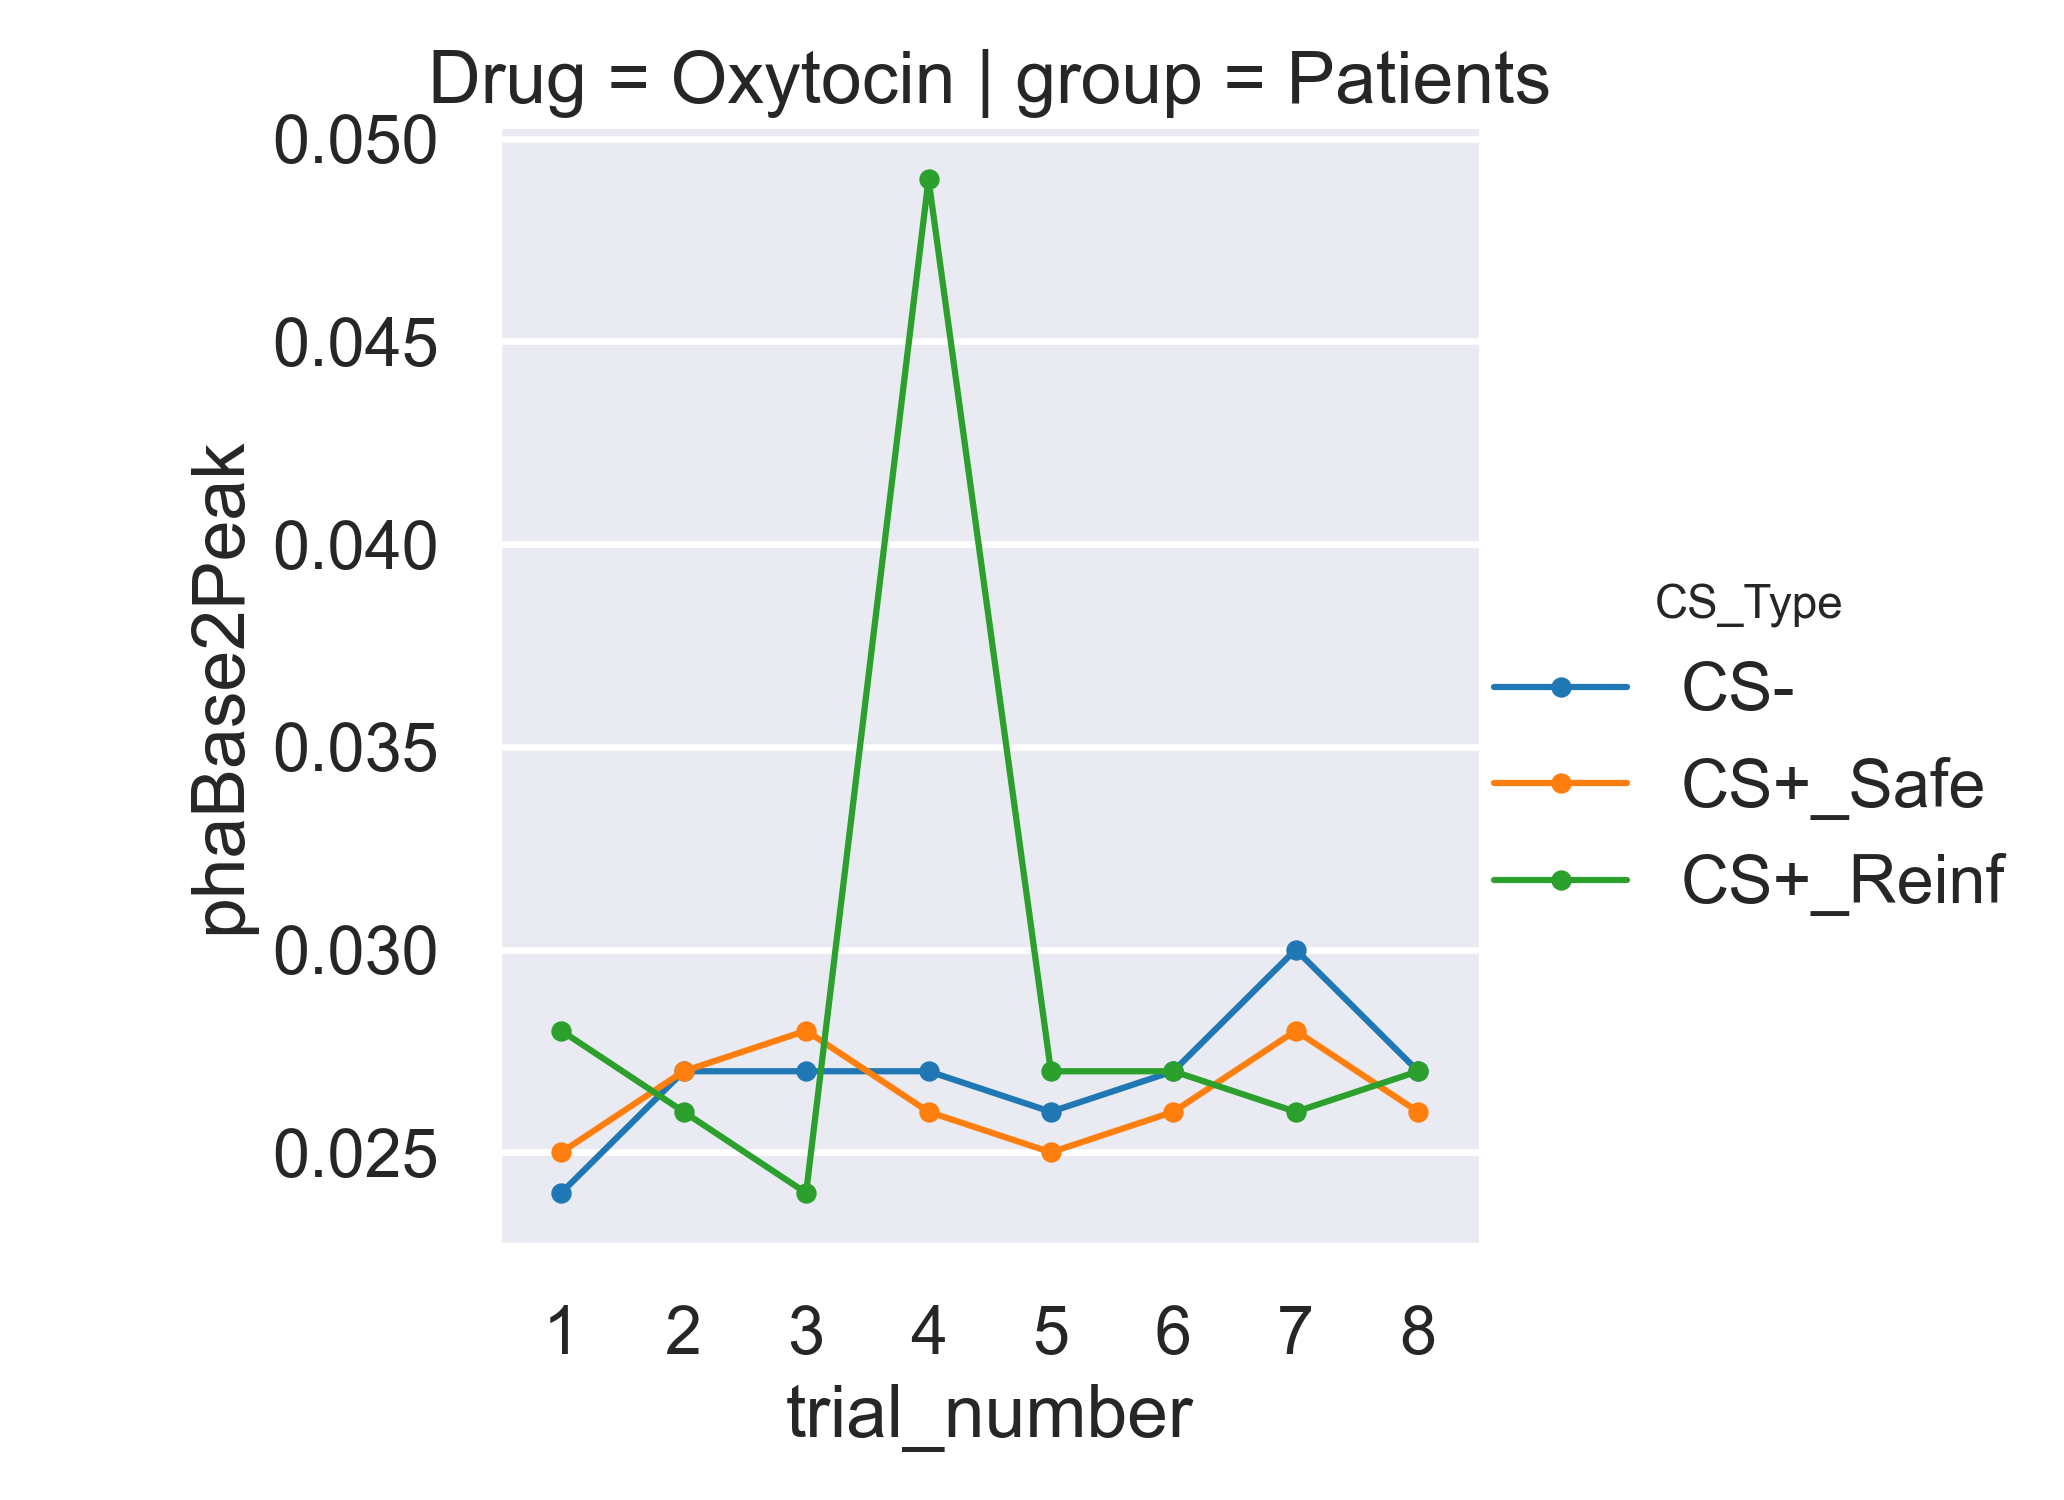 Drug = Oxytocin | group = Patients
0.050
0.045
0.040
0.035
0.030
0.025
phaBase2Peak
1 2 3 4 5 6 7 8
trial_number
CS_Type
CS-
CS+_Safe
CS+_Reinf